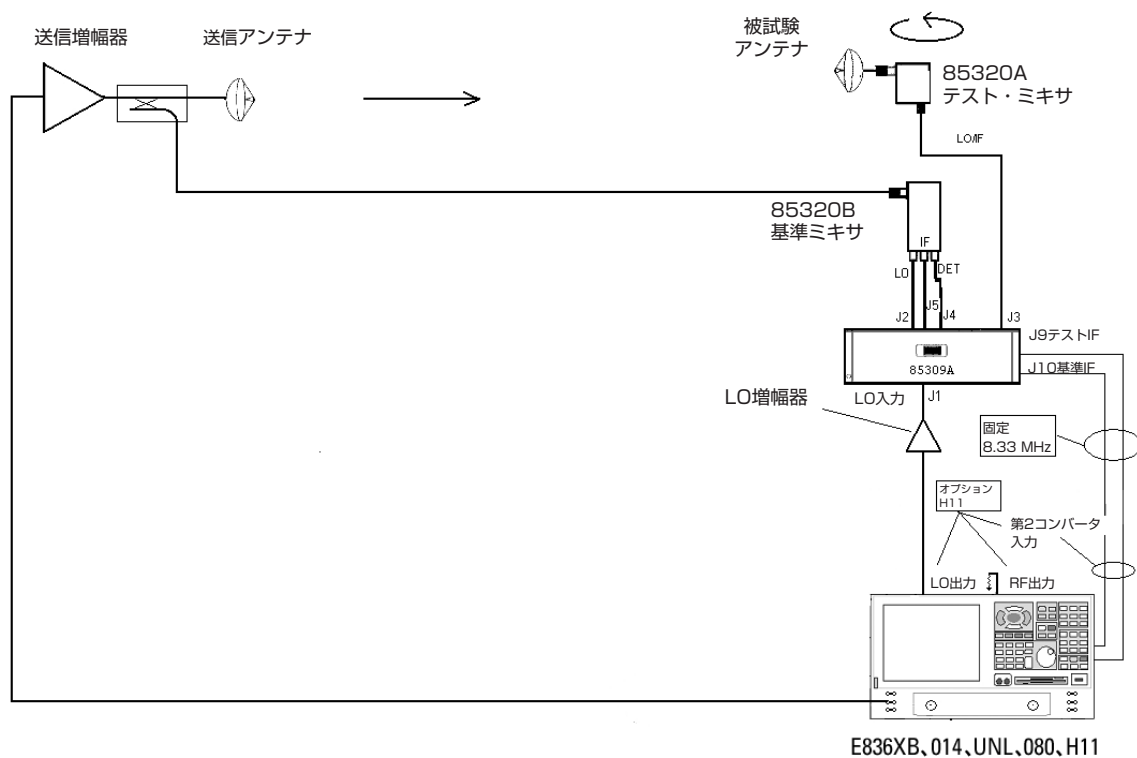 送信増幅器
送信アンテナ
被試験
アンテナ
85320A
テスト・ミキサ
LO/IF
85320B
基準ミキサ
IF
LO
DET
J2
J5
J4
J3
J9テストIF
85309A
J10基準IF
LO増幅器
LO入力
J1
固定
8.33 MHz
オプション
H11
第2コンバータ
入力
LO出力
RF出力
E836XB、014、UNL、080、H11